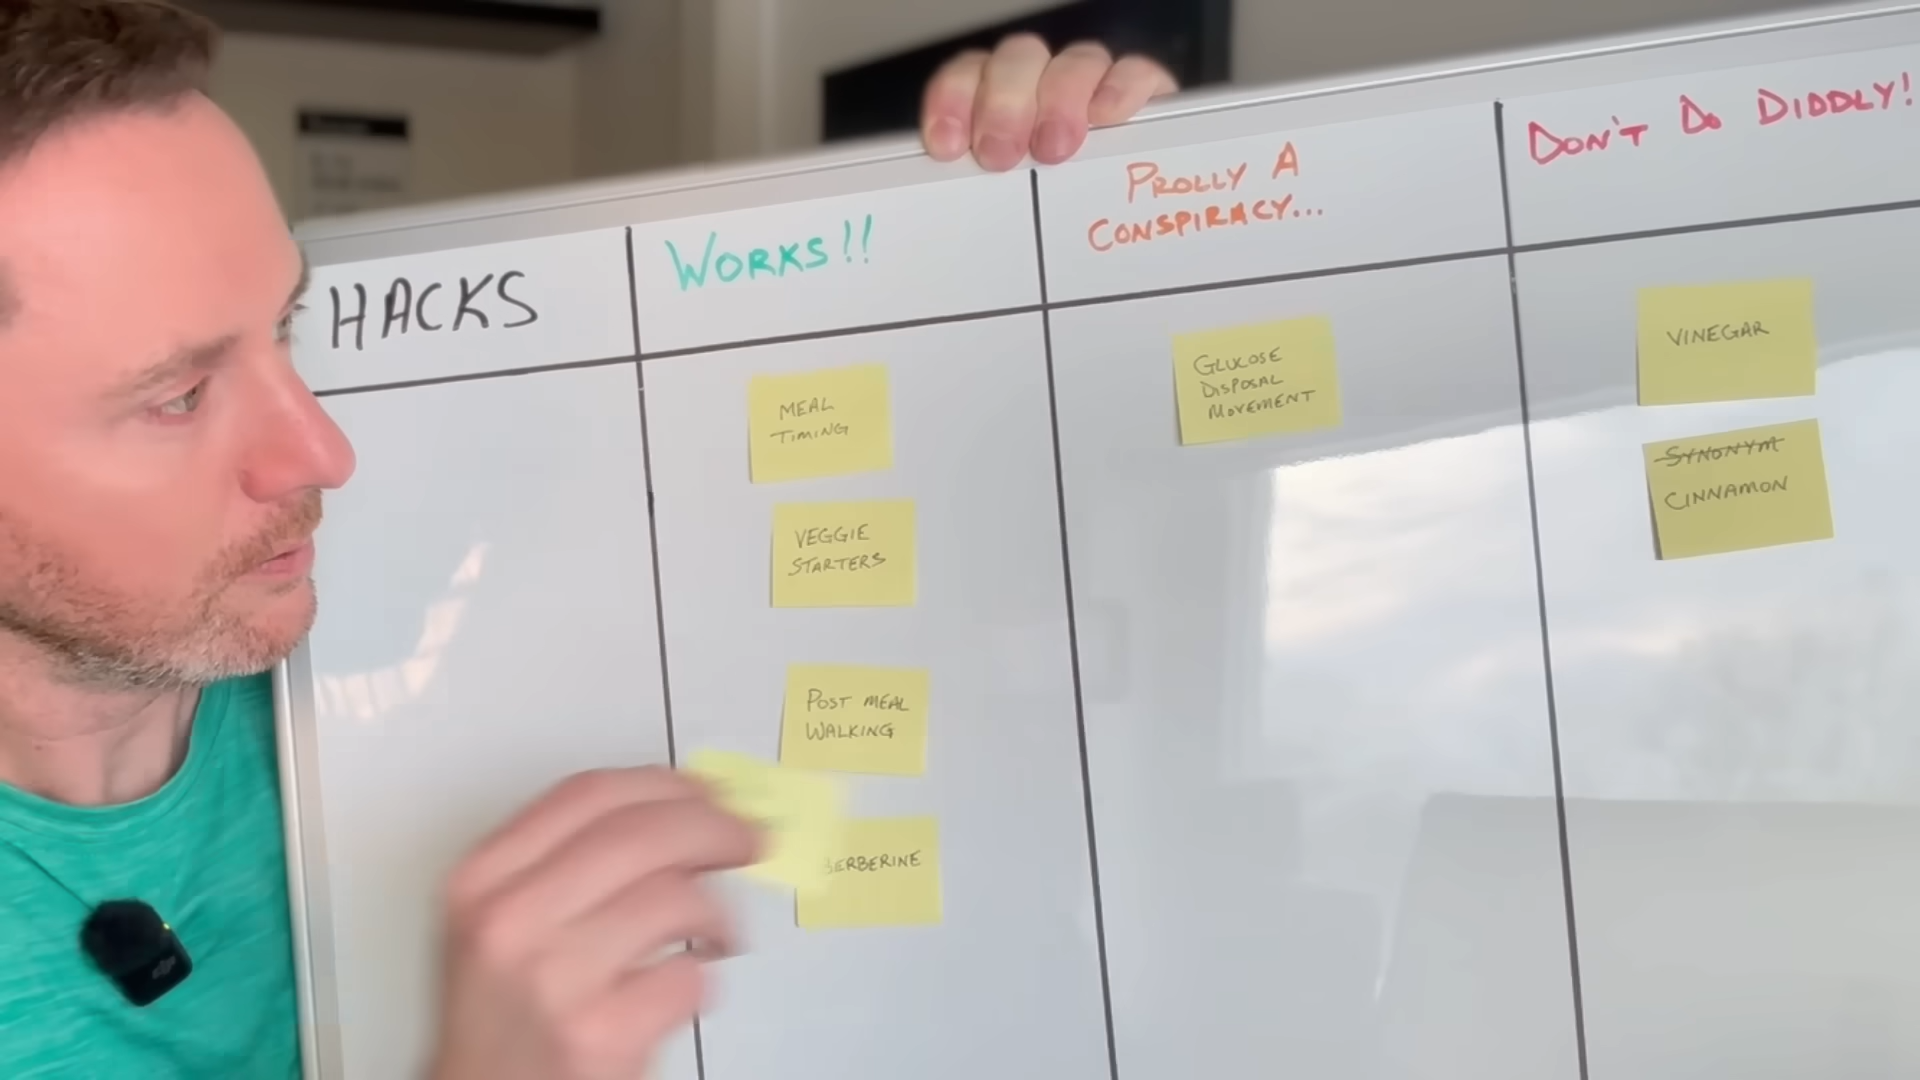 HACKS
WORKS!!
PROLLY A
CONSPIRACY...
DON'T DO DIDDLY!
MEAL
TIMING
VEGGIE
STARTERS
POST MEAL
WALKING
BERBERINE
GLUCOSE
DISPOSAL
MOVEMENT
VINEGAR
SYNONYM
CINNAMON